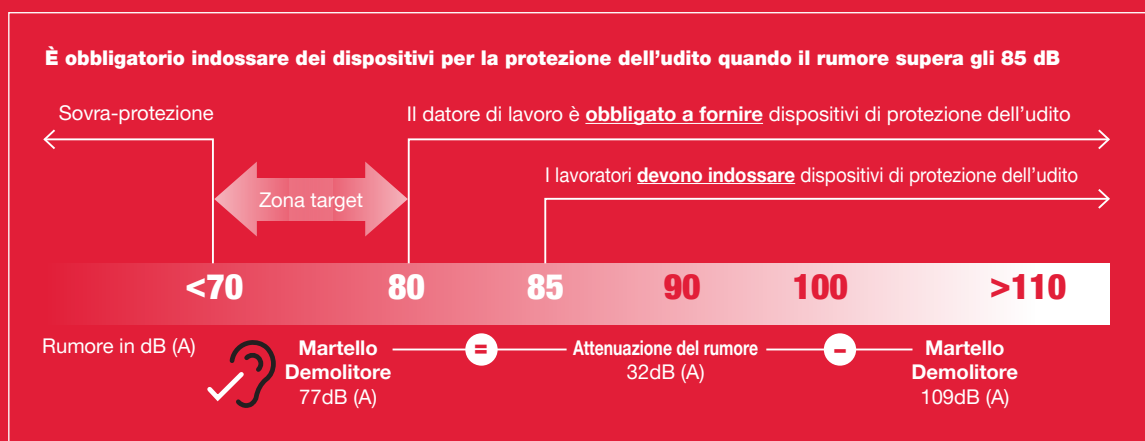 È obbligatorio indossare dei dispositivi per la protezione dell'udito quando il rumore supera gli 85 dB
Sovra-protezione
Il datore di lavoro è obbligato a fornire dispositivi di protezione dell'udito
I lavoratori devono indossare dispositivi di protezione dell'udito
Zona target
<70 80 85 90 100 >110
Rumore in dB (A)
Martello
Demolitore
77dB (A)
=
Attenuazione del rumore
32dB (A)
–
Martello
Demolitore
109dB (A)